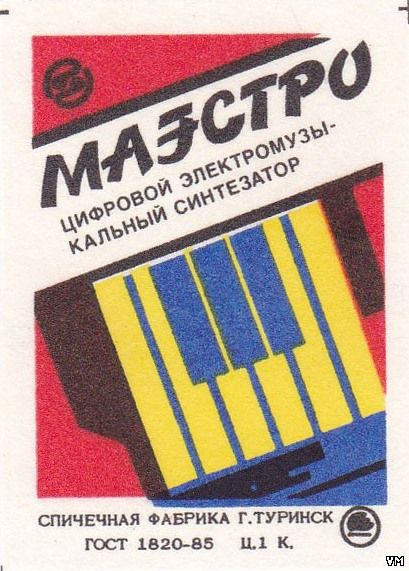 МАЭСТРО
ЦИФРОВОЙ ЭЛЕКТРОМУЗЫ-
КАЛЬНЫЙ СИНТЕЗАТОР
СПИЧЕЧНАЯ ФАБРИКА Г.ТУРИНСК
ГОСТ 1820-85 Ц.1 К.
VM